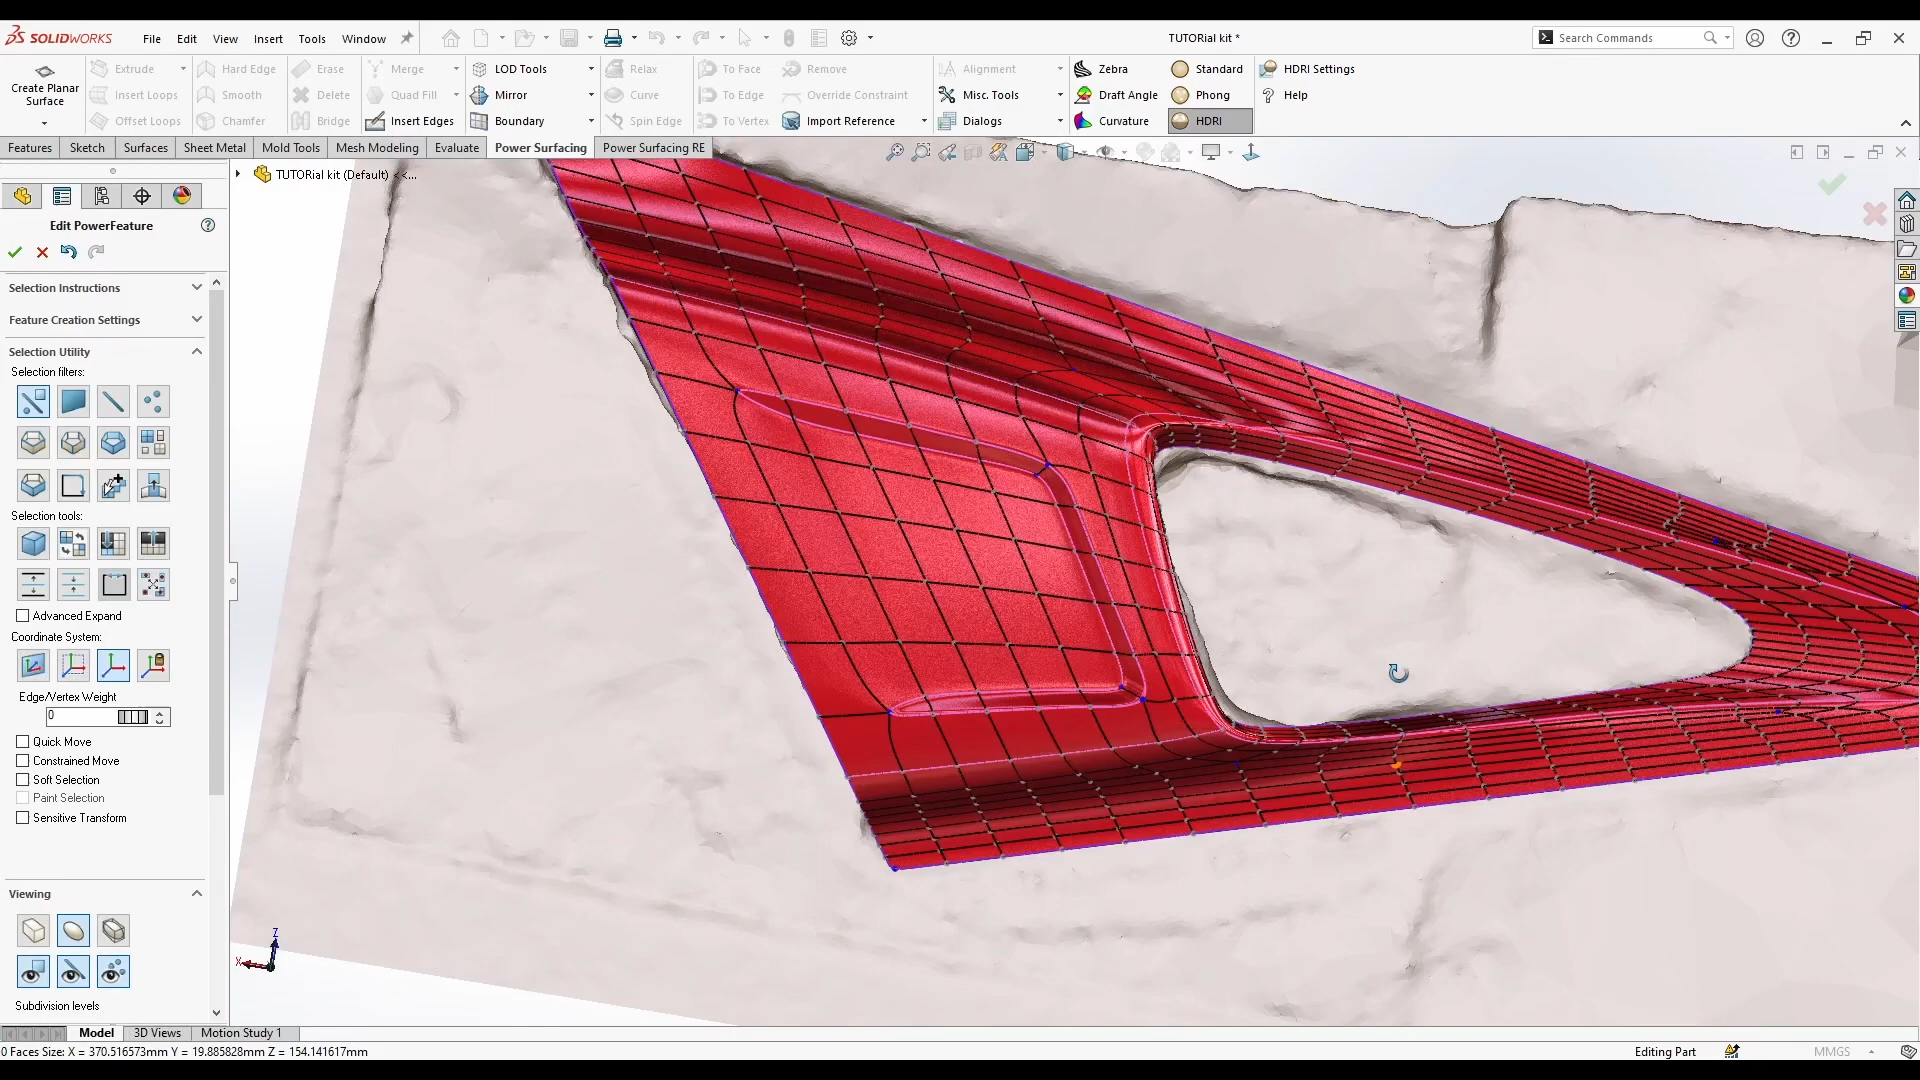 SOLIDWORKS File Edit View Insert Tools Window TUTORial kit * Search Commands
Extrude Hard Edge Erase Merge LOD Tools Relax To Face Remove Alignment Zebra Standard HDRI Settings
Create Planar Surface
Insert Loops Smooth Delete Quad Fill Mirror Curve To Edge Override Constraint Misc. Tools Draft Angle Phong Help
Offset Loops Chamfer Bridge Insert Edges Boundary Spin Edge To Vertex Import Reference Dialogs Curvature HDRI
Features Sketch Surfaces Sheet Metal Mold Tools Mesh Modeling Evaluate Power Surfacing Power Surfacing RE
TUTORial kit (Default) <<...
Edit PowerFeature
Selection Instructions
Feature Creation Settings
Selection Utility
Selection filters:
Selection tools:
Advanced Expand
Coordinate System:
Edge/Vertex Weight
0
Quick Move
Constrained Move
Soft Selection
Paint Selection
Sensitive Transform
Viewing
Z
X
Subdivision levels
Model 3D Views Motion Study 1
0 Faces Size: X = 370.516573mm Y = 19.885828mm Z = 154.141617mm Editing Part MMGS